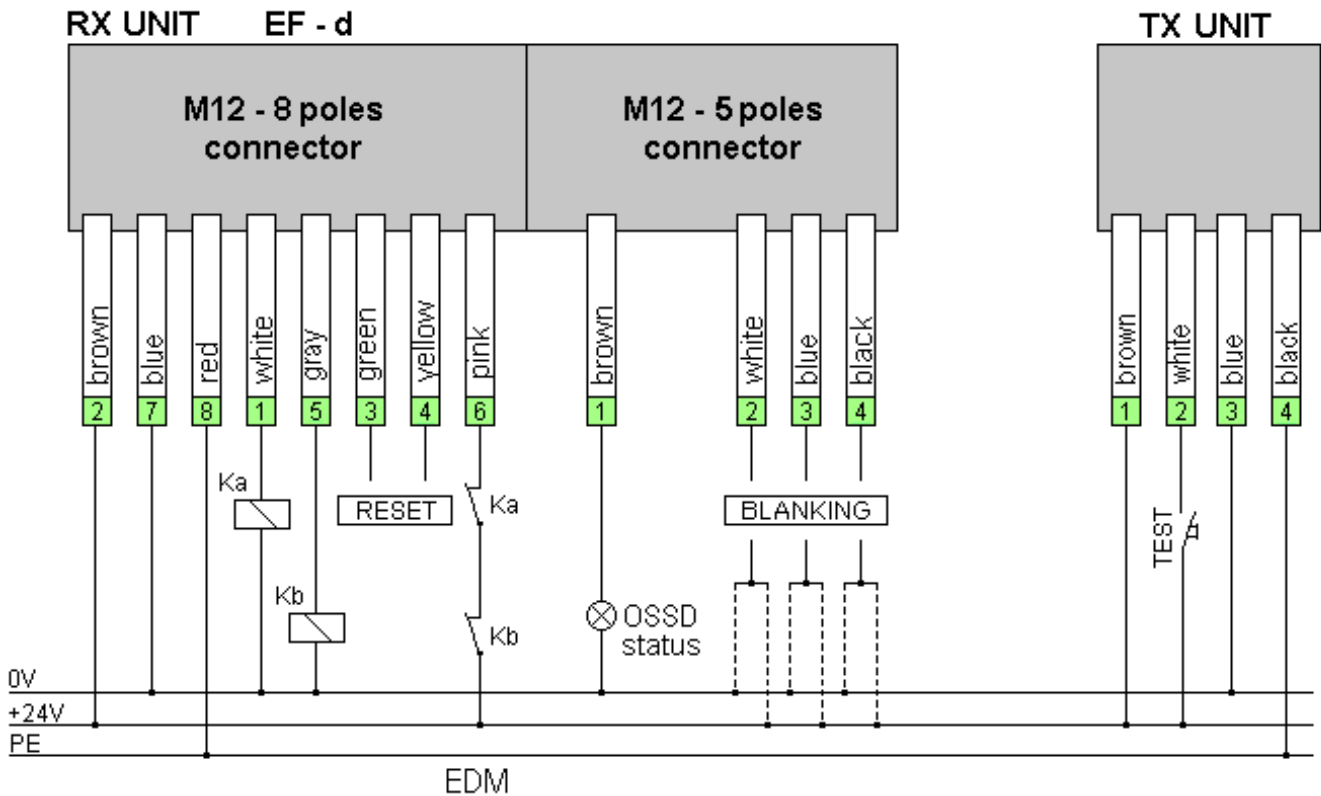 RX UNIT EF - d TX UNIT
M12 - 8 poles
connector
M12 - 5 poles
connector
brown blue red white gray green yellow pink brown white blue black brown white blue black
2 7 8 1 5 3 4 6 1 2 3 4 1 2 3 4
Ka RESET Ka BLANKING TEST
Kb Kb OSSD
status
0V
+24V
PE
EDM